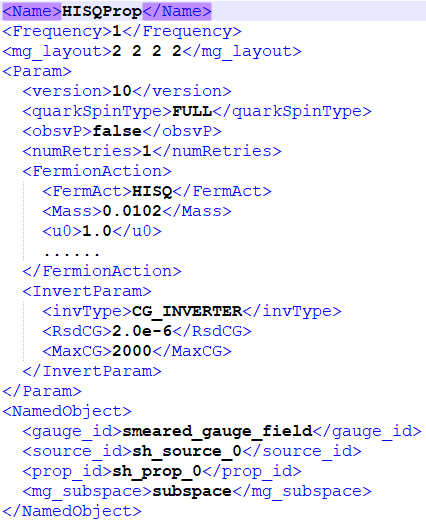 <Name>HISQProp</Name>
<Frequency>1</Frequency>
<mg_layout>2 2 2 2</mg_layout>
<Param>
<version>10</version>
<quarkSpinType>FULL</quarkSpinType>
<obsvP>false</obsvP>
<numRetries>1</numRetries>
<FermionAction>
<FermAct>HISQ</FermAct>
<Mass>0.0102</Mass>
<u0>1.0</u0>
......
</FermionAction>
<InvertParam>
<invType>CG_INVERTER</invType>
<RsdCG>2.0e-6</RsdCG>
<MaxCG>2000</MaxCG>
</InvertParam>
</Param>
<NamedObject>
<gauge_id>smeared_gauge_field</gauge_id>
<source_id>sh_source_0</source_id>
<prop_id>sh_prop_0</prop_id>
<mg_subspace>subspace</mg_subspace>
</NamedObject>